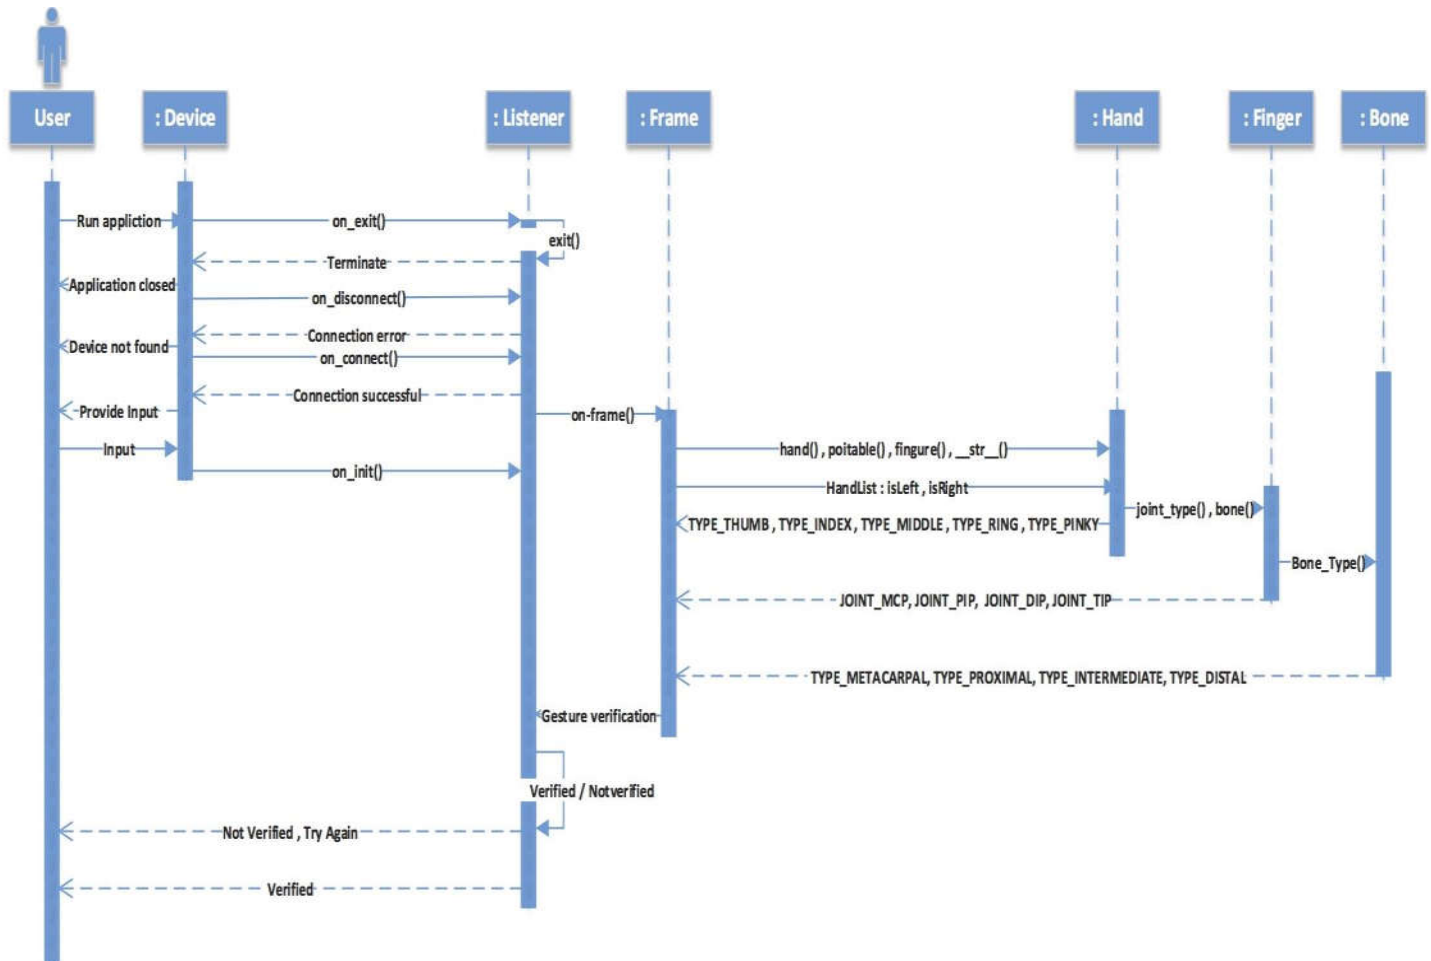 User
: Device
: Listener
: Frame
: Hand
: Finger
: Bone
Run appliction
on_exit()
exit()
Terminate
Application closed
on_disconnect()
Connection error
Device not found
on_connect()
Connection successful
Provide Input
on-frame()
Input
hand() , poitable() , fingure() , __str__()
on_init()
HandList : isLeft , isRight
joint_type() , bone()
TYPE_THUMB , TYPE_INDEX , TYPE_MIDDLE , TYPE_RING , TYPE_PINKY
Bone_Type()
JOINT_MCP, JOINT_PIP, JOINT_DIP, JOINT_TIP
TYPE_METACARPAL, TYPE_PROXIMAL, TYPE_INTERMEDIATE, TYPE_DISTAL
Gesture verification
Verified / Notverified
Not Verified , Try Again
Verified